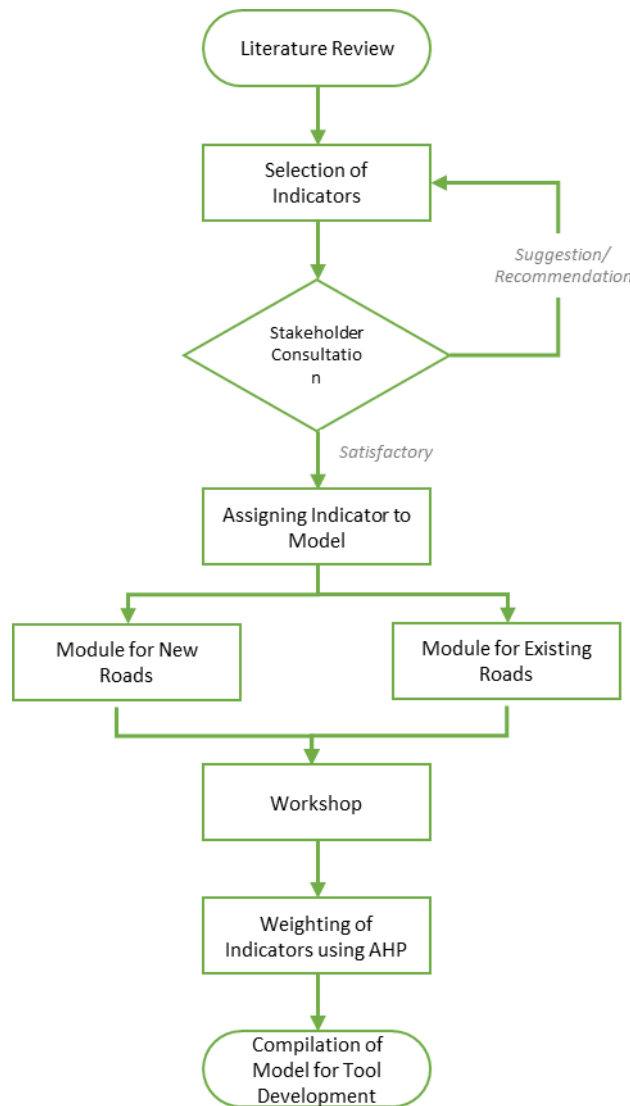 Literature Review
Selection of
Indicators
Suggestion/
Recommendation
Stakeholder
Consultatio
n
Satisfactory
Assigning Indicator to
Model
Module for New
Roads
Module for Existing
Roads
Workshop
Weighting of
Indicators using AHP
Compilation of
Model for Tool
Development